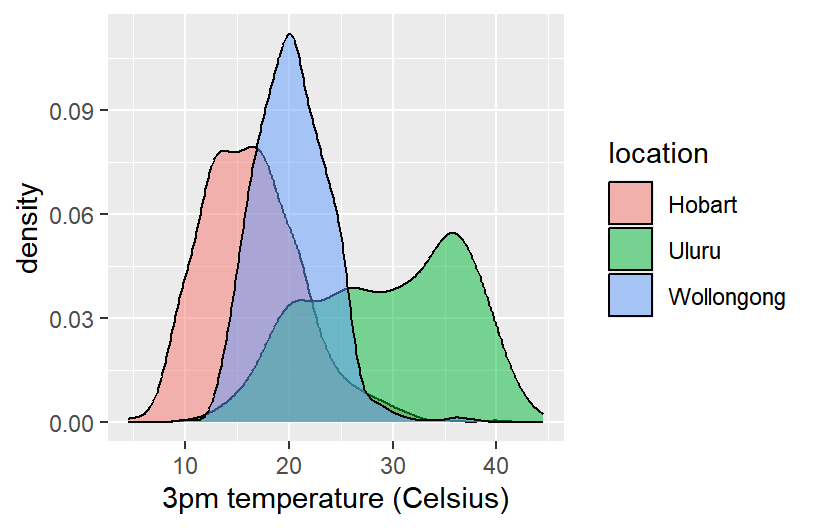 0.09
0.06
0.03
0.00
density
10 20 30 40
3pm temperature (Celsius)
location
Hobart
Uluru
Wollongong